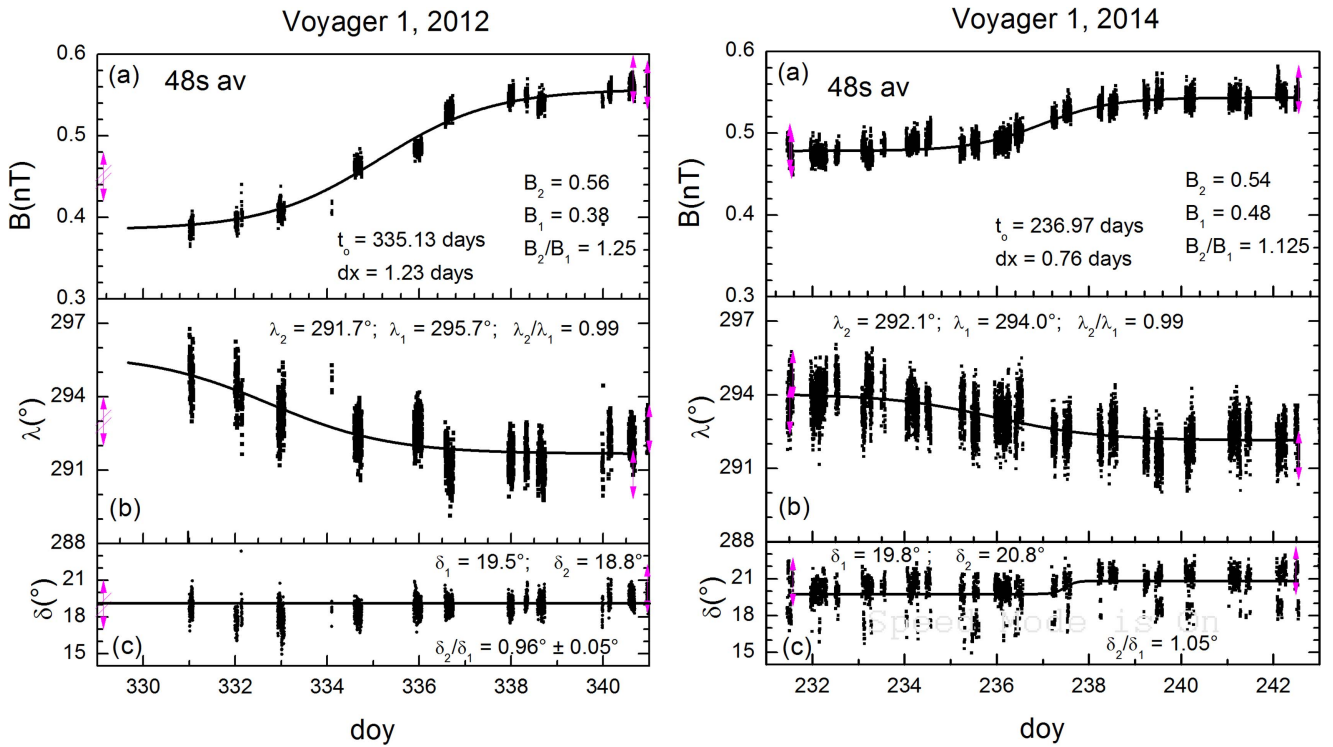 Voyager 1, 2012
(a)
48s av
0.6
0.5
0.4
0.3
B(nT)
B₂ = 0.56
B₁ = 0.38
B₂/B₁ = 1.25
tₒ = 335.13 days
dx = 1.23 days
297
294
291
288
λ(°)
λ₂ = 291.7°; λ₁ = 295.7°; λ₂/λ₁ = 0.99
(b)
21
18
15
δ(°)
δ₁ = 19.5°; δ₂ = 18.8°
(c)
δ₂/δ₁ = 0.96° ± 0.05°
330 332 334 336 338 340
doy
Voyager 1, 2014
(a)
48s av
0.6
0.5
0.4
0.3
B(nT)
B₂ = 0.54
B₁ = 0.48
B₂/B₁ = 1.125
tₒ = 236.97 days
dx = 0.76 days
297
294
291
288
λ(°)
λ₂ = 292.1°; λ₁ = 294.0°; λ₂/λ₁ = 0.99
(b)
21
18
15
δ(°)
δ₁ = 19.8° ; δ₂ = 20.8°
Speed Mode is On
(c)
δ₂/δ₁ = 1.05°
232 234 236 238 240 242
doy